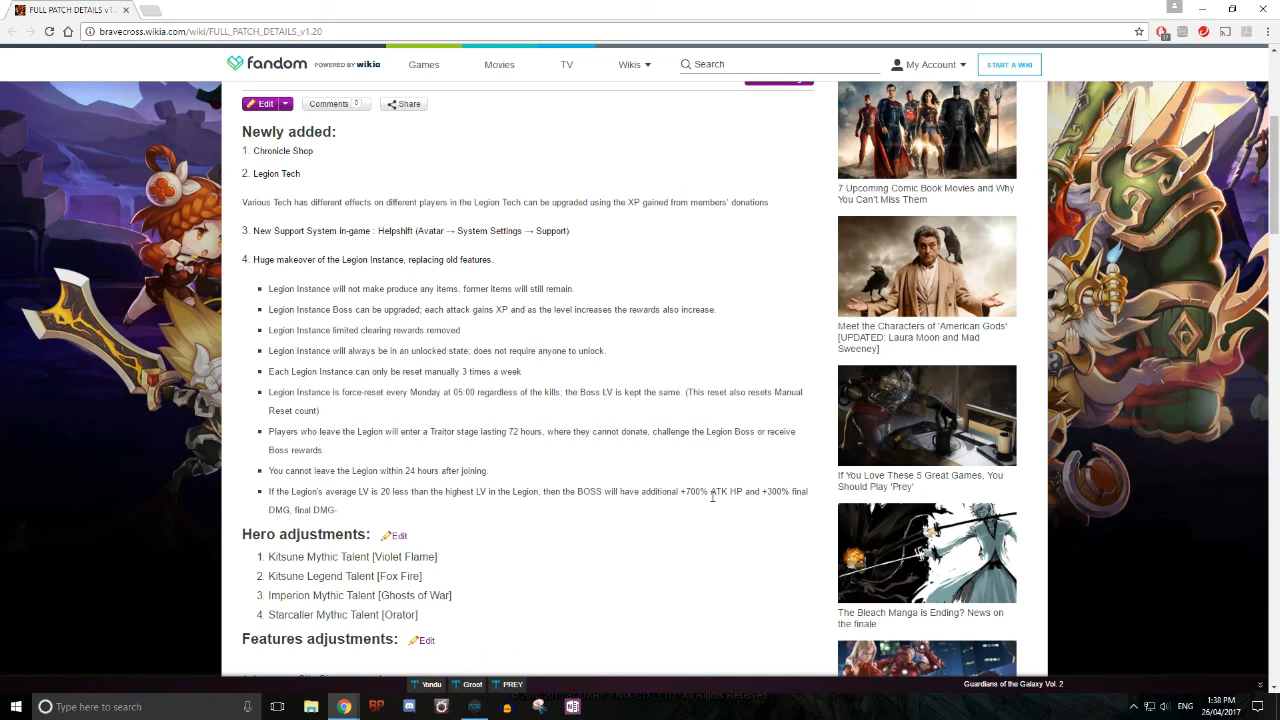 FULL PATCH DETAILS v1.2
bravecross.wikia.com/wiki/FULL_PATCH_DETAILS_v1.20
fandom POWERED BY wikia
Games
Movies
TV
Wikis
Search
My Account
START A WIKI
Edit
Comments 0
Share
Newly added:
1. Chronicle Shop
2. Legion Tech
Various Tech has different effects on different players in the Legion Tech can be upgraded using the XP gained from members' donations
3. New Support System in-game : Helpshift (Avatar → System Settings → Support)
4. Huge makeover of the Legion Instance, replacing old features.
Legion Instance will not make produce any items, former items will still remain.
Legion Instance Boss can be upgraded; each attack gains XP and as the level increases the rewards also increase.
Legion Instance limited clearing rewards removed
Legion Instance will always be in an unlocked state; does not require anyone to unlock.
Each Legion Instance can only be reset manually 3 times a week
Legion Instance is force-reset every Monday at 05:00 regardless of the kills; the Boss LV is kept the same. (This reset also resets Manual
Reset count)
Players who leave the Legion will enter a Traitor stage lasting 72 hours, where they cannot donate, challenge the Legion Boss or receive
Boss rewards.
You cannot leave the Legion within 24 hours after joining.
If the Legion's average LV is 20 less than the highest LV in the Legion, then the BOSS will have additional +700% ATK HP and +300% final
DMG, final DMG-
Hero adjustments: Edit
1. Kitsune Mythic Talent [Violet Flame]
2. Kitsune Legend Talent [Fox Fire]
3. Imperion Mythic Talent [Ghosts of War]
4. Starcaller Mythic Talent [Orator]
Features adjustments: Edit
7 Upcoming Comic Book Movies and Why
You Can't Miss Them
Meet the Characters of 'American Gods'
[UPDATED: Laura Moon and Mad
Sweeney]
If You Love These 5 Great Games, You
Should Play 'Prey'
The Bleach Manga is Ending? News on
the finale
Yondu
Groot
PREY
Guardians of the Galaxy Vol. 2
Type here to search
ENG
1:38 PM
26/04/2017